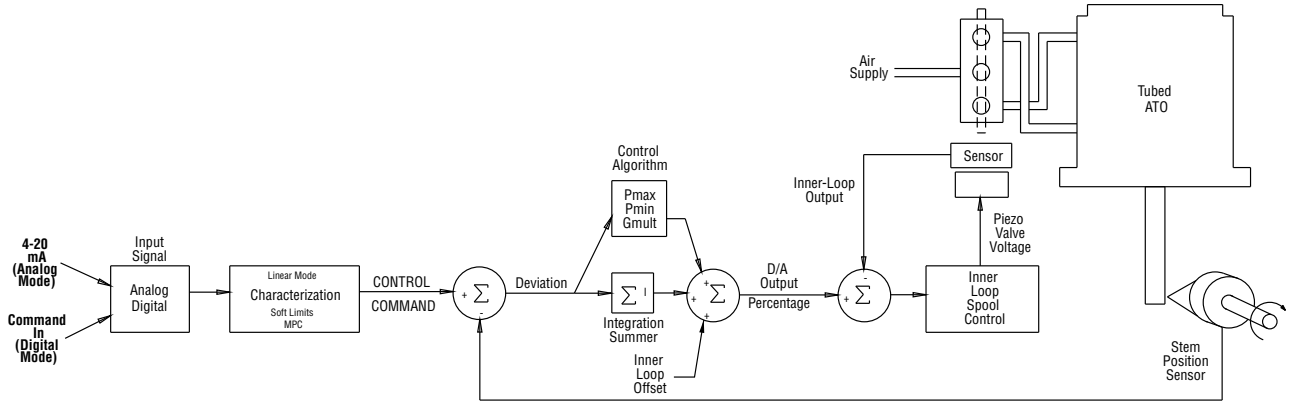 4-20
mA
(Analog
Mode)
Command
In
(Digital
Mode)
Input
Signal
Analog
Digital
Linear Mode
Characterization
Soft Limits
MPC
CONTROL
COMMAND
+
Σ
-
Deviation
Control
Algorithm
Pmax
Pmin
Gmult
Σ I
Integration
Summer
Inner
Loop
Offset
+
+
Σ
+
D/A
Output
Percentage
Inner-Loop
Output
-
+
Σ
Inner
Loop
Spool
Control
Piezo
Valve
Voltage
Sensor
Air
Supply
Tubed
ATO
Stem
Position
Sensor